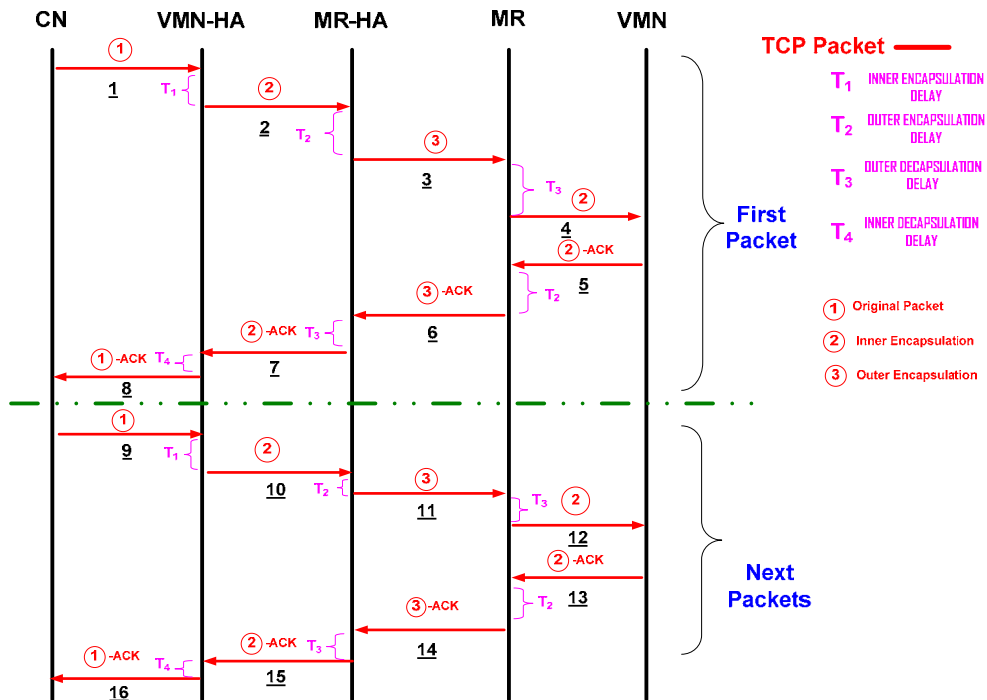 CN VMN-HA MR-HA MR VMN
TCP Packet
1
1
T1
2
2
T2
3
3
T3
2
4
2 -ACK
5
T2
3 -ACK
6
T3
2 -ACK
7
T4
1 -ACK
8
First
Packet
T1 INNER ENCAPSULATION
DELAY
T2 OUTER ENCAPSULATION
DELAY
T3 OUTER DECAPSULATION
DELAY
T4 INNER DECAPSULATION
DELAY
1 Original Packet
2 Inner Encapsulation
3 Outer Encapsulation
1
9
T1
2
10
T2
3
11
T3
2
12
2 -ACK
13
T2
3 -ACK
14
T3
2 -ACK
15
T4
1 -ACK
16
Next
Packets